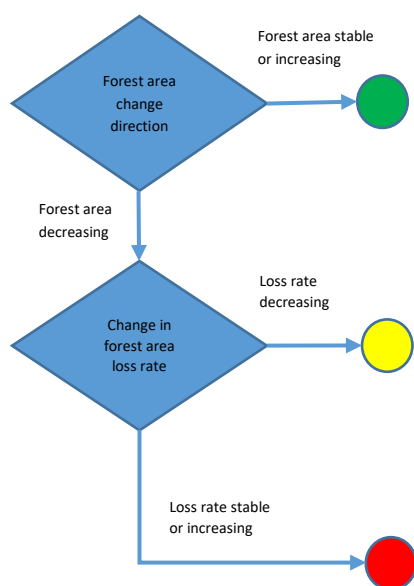 Forest area stable
or increasing
Forest area
change
direction
Forest area
decreasing
Loss rate
decreasing
Change in
forest area
loss rate
Loss rate stable
or increasing